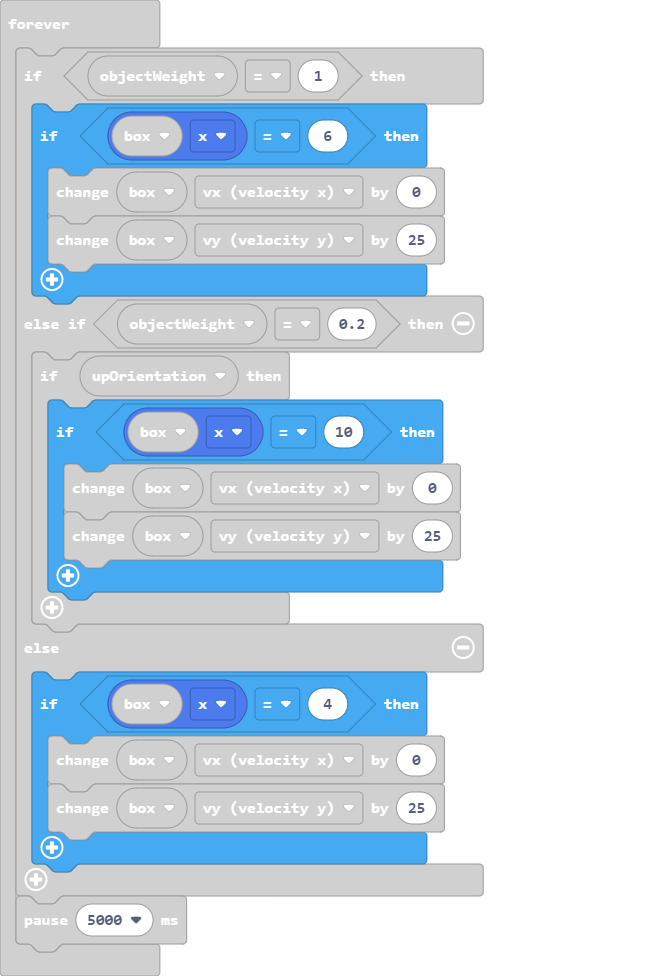 forever
if objectWeight = 1 then
if box x = 6 then
change box vx (velocity x) by 0
change box vy (velocity y) by 25
else if objectWeight = 0.2 then
if upOrientation then
if box x = 10 then
change box vx (velocity x) by 0
change box vy (velocity y) by 25
else
if box x = 4 then
change box vx (velocity x) by 0
change box vy (velocity y) by 25
pause 5000 ms